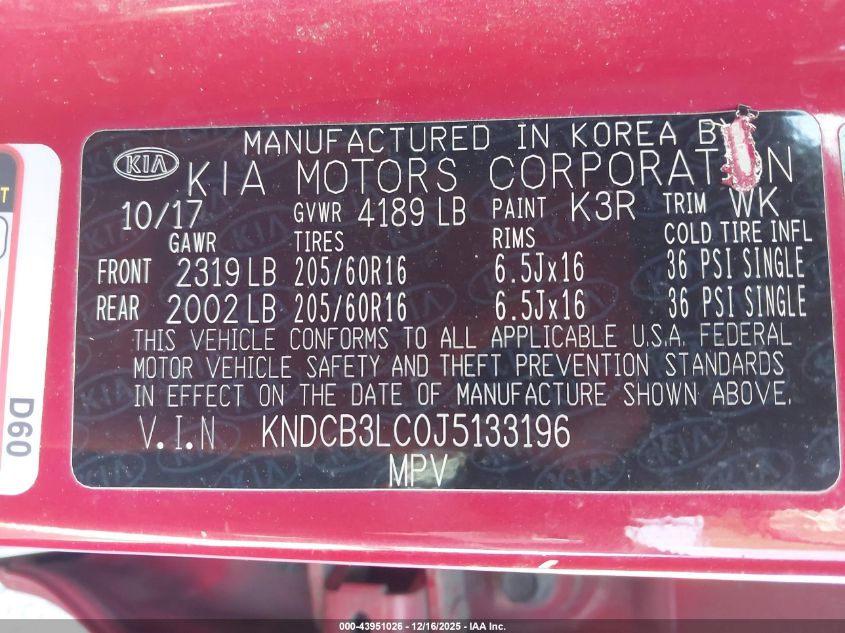 MANUFACTURED IN KOREA BY
KIA KIA MOTORS CORPORATION
10/17 GVWR 4189 LB PAINT K3R TRIM WK
GAWR TIRES RIMS COLD TIRE INFL
FRONT 2319 LB 205/60R16 6.5Jx16 36 PSI SINGLE
REAR 2002 LB 205/60R16 6.5Jx16 36 PSI SINGLE
THIS VEHICLE CONFORMS TO ALL APPLICABLE U.S.A. FEDERAL
MOTOR VEHICLE SAFETY AND THEFT PREVENTION STANDARDS
IN EFFECT ON THE DATE OF MANUFACTURE SHOWN ABOVE.
V.I.N KNDCB3LC0J5133196
MPV
D60
000-43951026 - 12/16/2025 - IAA Inc.